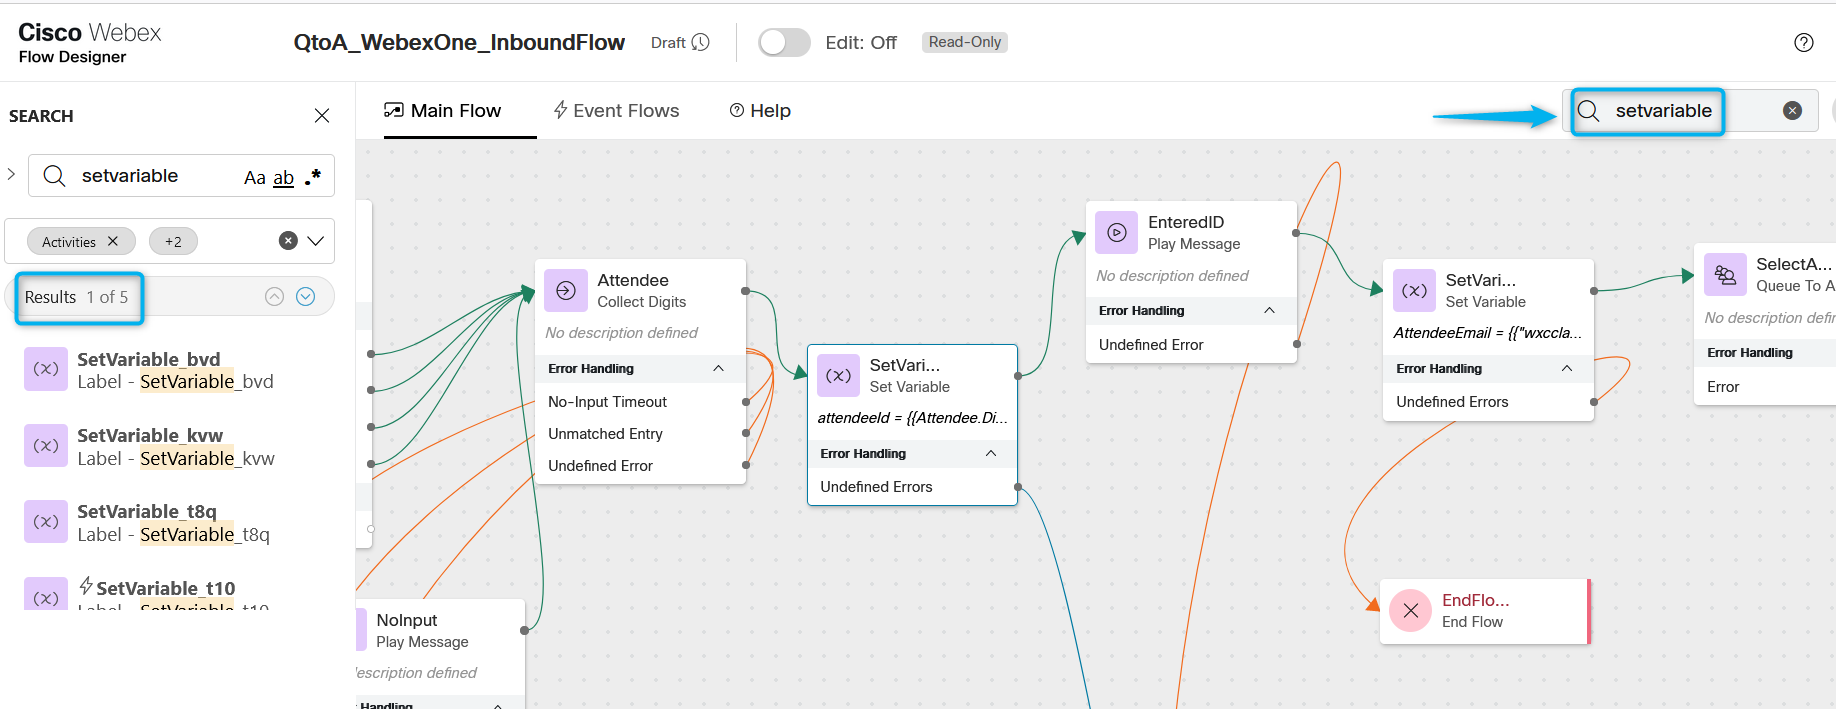 Cisco Webex
Flow Designer
QtoA_WebexOne_InboundFlow
Draft
Edit: Off
Read-Only
SEARCH
Main Flow
Event Flows
Help
setvariable
setvariable
Aa ab .*
Activities
+2
Results 1 of 5
SetVariable_bvd
Label - SetVariable_bvd
SetVariable_kvw
Label - SetVariable_kvw
SetVariable_t8q
Label - SetVariable_t8q
SetVariable_t10
Label - SetVariable_t10
Attendee
Collect Digits
No description defined
Error Handling
No-Input Timeout
Unmatched Entry
Undefined Error
NoInput
Play Message
escription defined
Handling
SetVari...
Set Variable
attendeeId = {{Attendee.Di...
Error Handling
Undefined Errors
EnteredID
Play Message
No description defined
Error Handling
Undefined Error
SetVari...
Set Variable
AttendeeEmail = {{"wxccla...
Error Handling
Undefined Errors
EndFlo...
End Flow
SelectA...
Queue To A
No description defin
Error Handling
Error